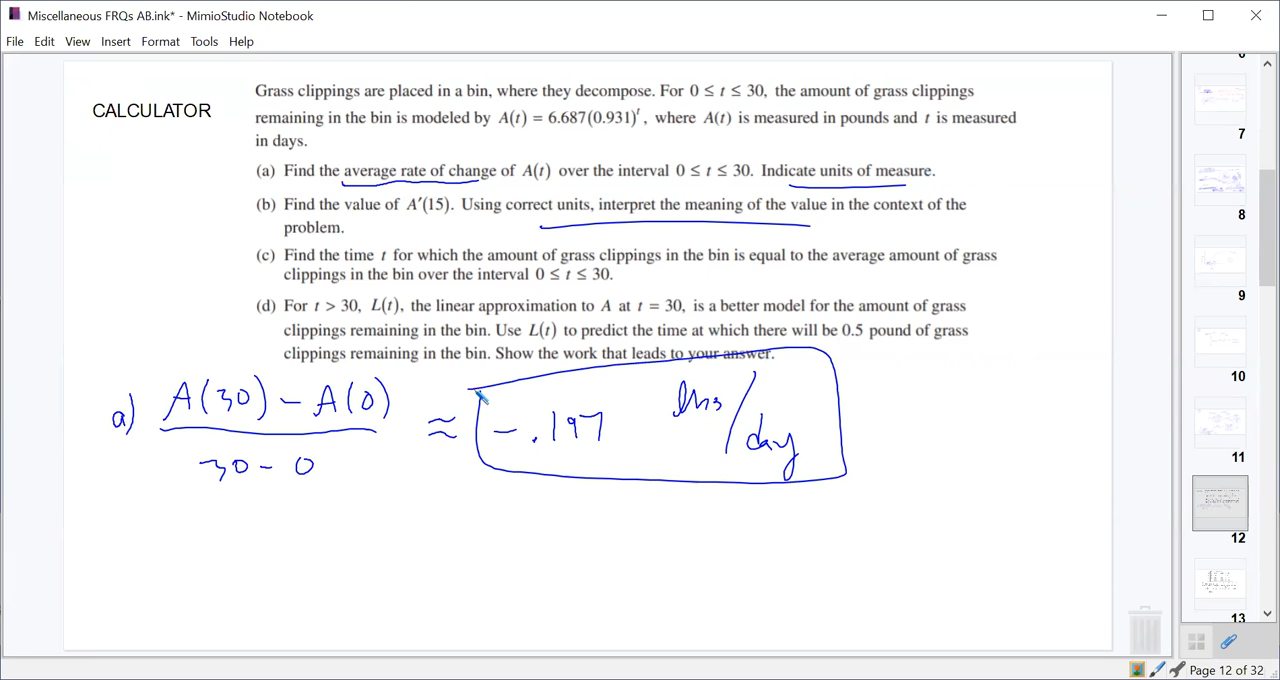 Miscellaneous FRQs AB.ink* - MimioStudio Notebook
File Edit View Insert Format Tools Help
CALCULATOR
Grass clippings are placed in a bin, where they decompose. For 0 ≤ t ≤ 30, the amount of grass clippings
remaining in the bin is modeled by A(t) = 6.687(0.931)^t, where A(t) is measured in pounds and t is measured
in days.
(a) Find the average rate of change of A(t) over the interval 0 ≤ t ≤ 30. Indicate units of measure.
(b) Find the value of A′(15). Using correct units, interpret the meaning of the value in the context of the
problem.
(c) Find the time t for which the amount of grass clippings in the bin is equal to the average amount of grass
clippings in the bin over the interval 0 ≤ t ≤ 30.
(d) For t > 30, L(t), the linear approximation to A at t = 30, is a better model for the amount of grass
clippings remaining in the bin. Use L(t) to predict the time at which there will be 0.5 pound of grass
clippings remaining in the bin. Show the work that leads to your answer.
a) A(30) - A(0)
30 - 0
≈ -.197 lbs/day
7
8
9
10
11
12
13
Page 12 of 32